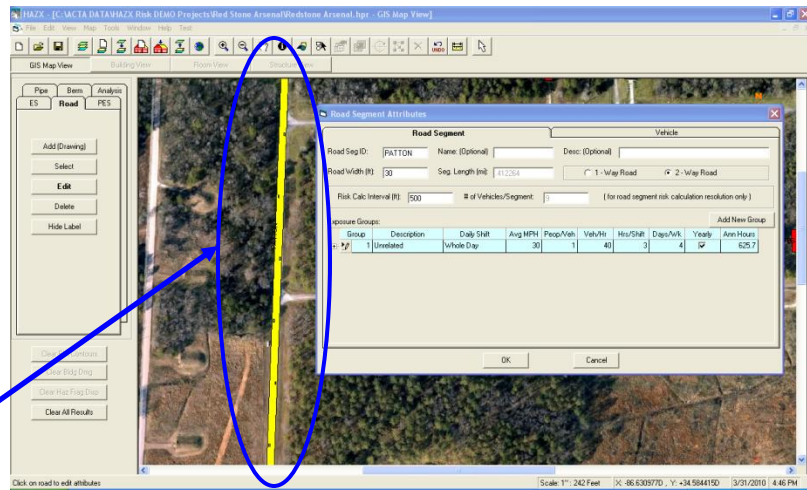 HAZX - [C:\ACTA DATA\HAZX Risk DEMO Projects\Red Stone Arsenal\Redstone Arsenal.hpr - GIS Map View]
File Edit View Map Tools Window Help Test
UNDO
GIS Map View Building View Room View Structure View
Pipe Berm Analysis
ES Road PES
Add (Drawing)
Select
Edit
Delete
Hide Label
Clear Bldg Dmg
Clear Haz Frag Disp
Clear All Results
Road Segment Attributes
Road Segment Vehicle
Road Seg ID: PATTON Name: (Optional) Desc: (Optional)
Road Width (ft): 30 Seg. Length (mi): .412264 1 - Way Road 2 - Way Road
Risk Calc Interval (ft): 500 # of Vehicles/Segment: 9 ( for road segment risk calculation resolution only )
Exposure Groups: Add New Group
Group Description Daily Shift Avg MPH Peop/Veh Veh/Hr Hrs/Shift Days/Wk Yearly Ann Hours
1 Unrelated Whole Day 30 1 40 3 4 625.7
OK Cancel
Click on road to edit attributes Scale: 1": 242 Feet X: -86.630977D , Y: +34.584415D 3/31/2010 4:46 PM